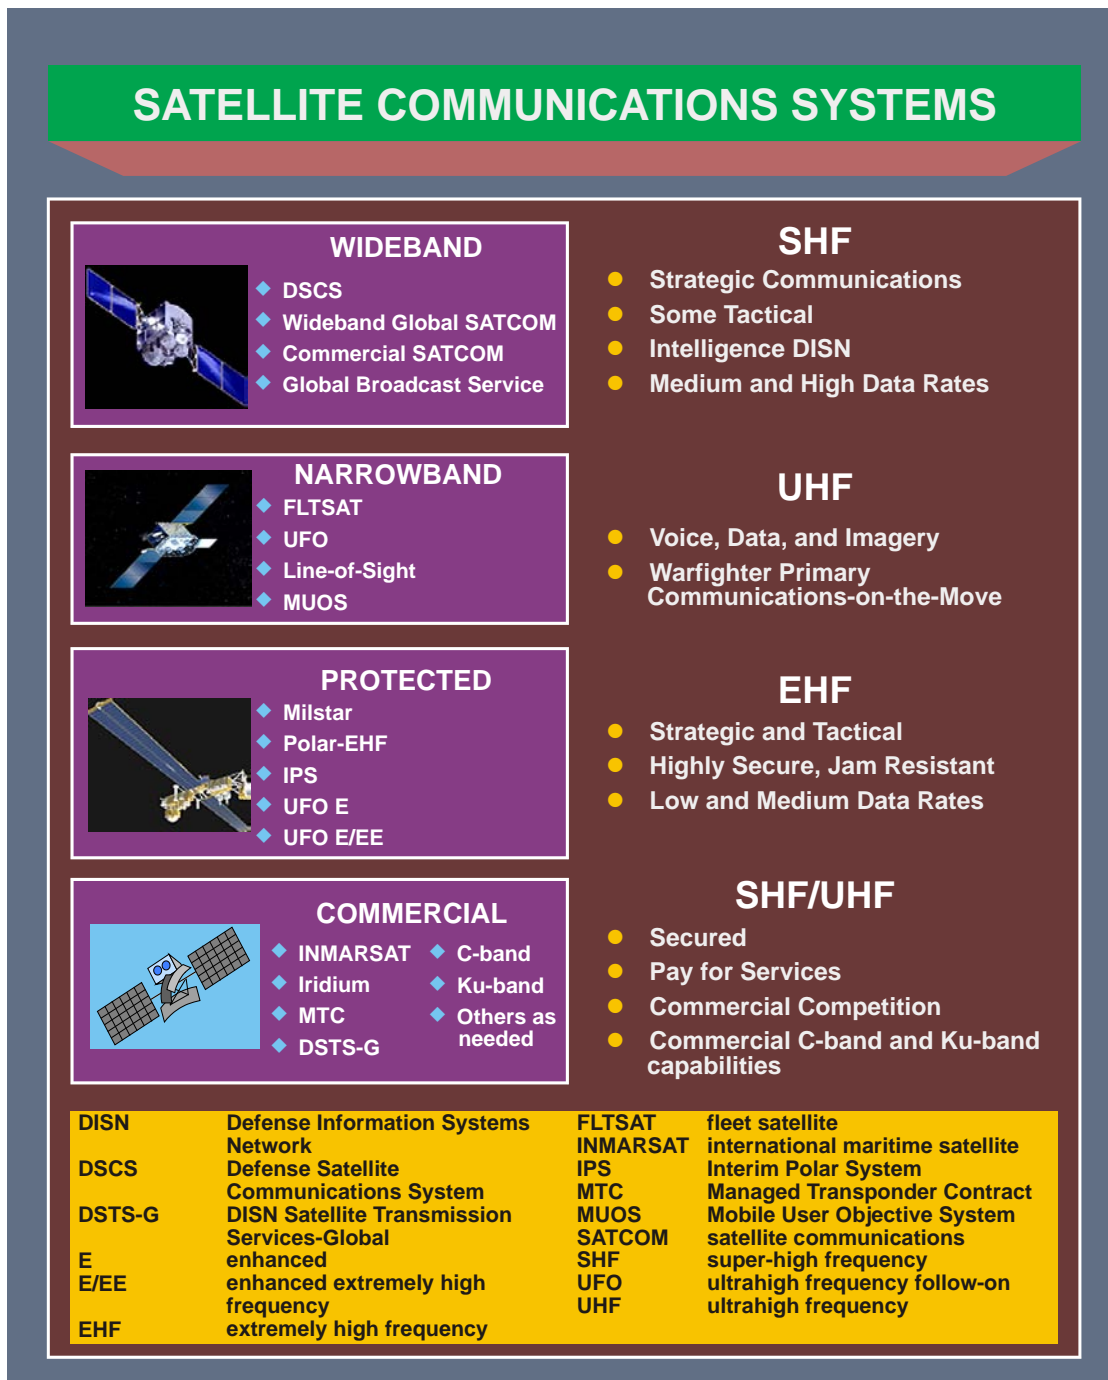 SATELLITE COMMUNICATIONS SYSTEMS
WIDEBAND
DSCS
Wideband Global SATCOM
Commercial SATCOM
Global Broadcast Service
SHF
Strategic Communications
Some Tactical
Intelligence DISN
Medium and High Data Rates
NARROWBAND
FLTSAT
UFO
Line-of-Sight
MUOS
UHF
Voice, Data, and Imagery
Warfighter Primary
Communications-on-the-Move
PROTECTED
Milstar
Polar-EHF
IPS
UFO E
UFO E/EE
EHF
Strategic and Tactical
Highly Secure, Jam Resistant
Low and Medium Data Rates
COMMERCIAL
INMARSAT
Iridium
MTC
DSTS-G
C-band
Ku-band
Others as
needed
SHF/UHF
Secured
Pay for Services
Commercial Competition
Commercial C-band and Ku-band
capabilities
DISN Defense Information Systems
Network
DSCS Defense Satellite
Communications System
DSTS-G DISN Satellite Transmission
Services-Global
E enhanced
E/EE enhanced extremely high
frequency
EHF extremely high frequency
FLTSAT fleet satellite
INMARSAT international maritime satellite
IPS Interim Polar System
MTC Managed Transponder Contract
MUOS Mobile User Objective System
SATCOM satellite communications
SHF super-high frequency
UFO ultrahigh frequency follow-on
UHF ultrahigh frequency